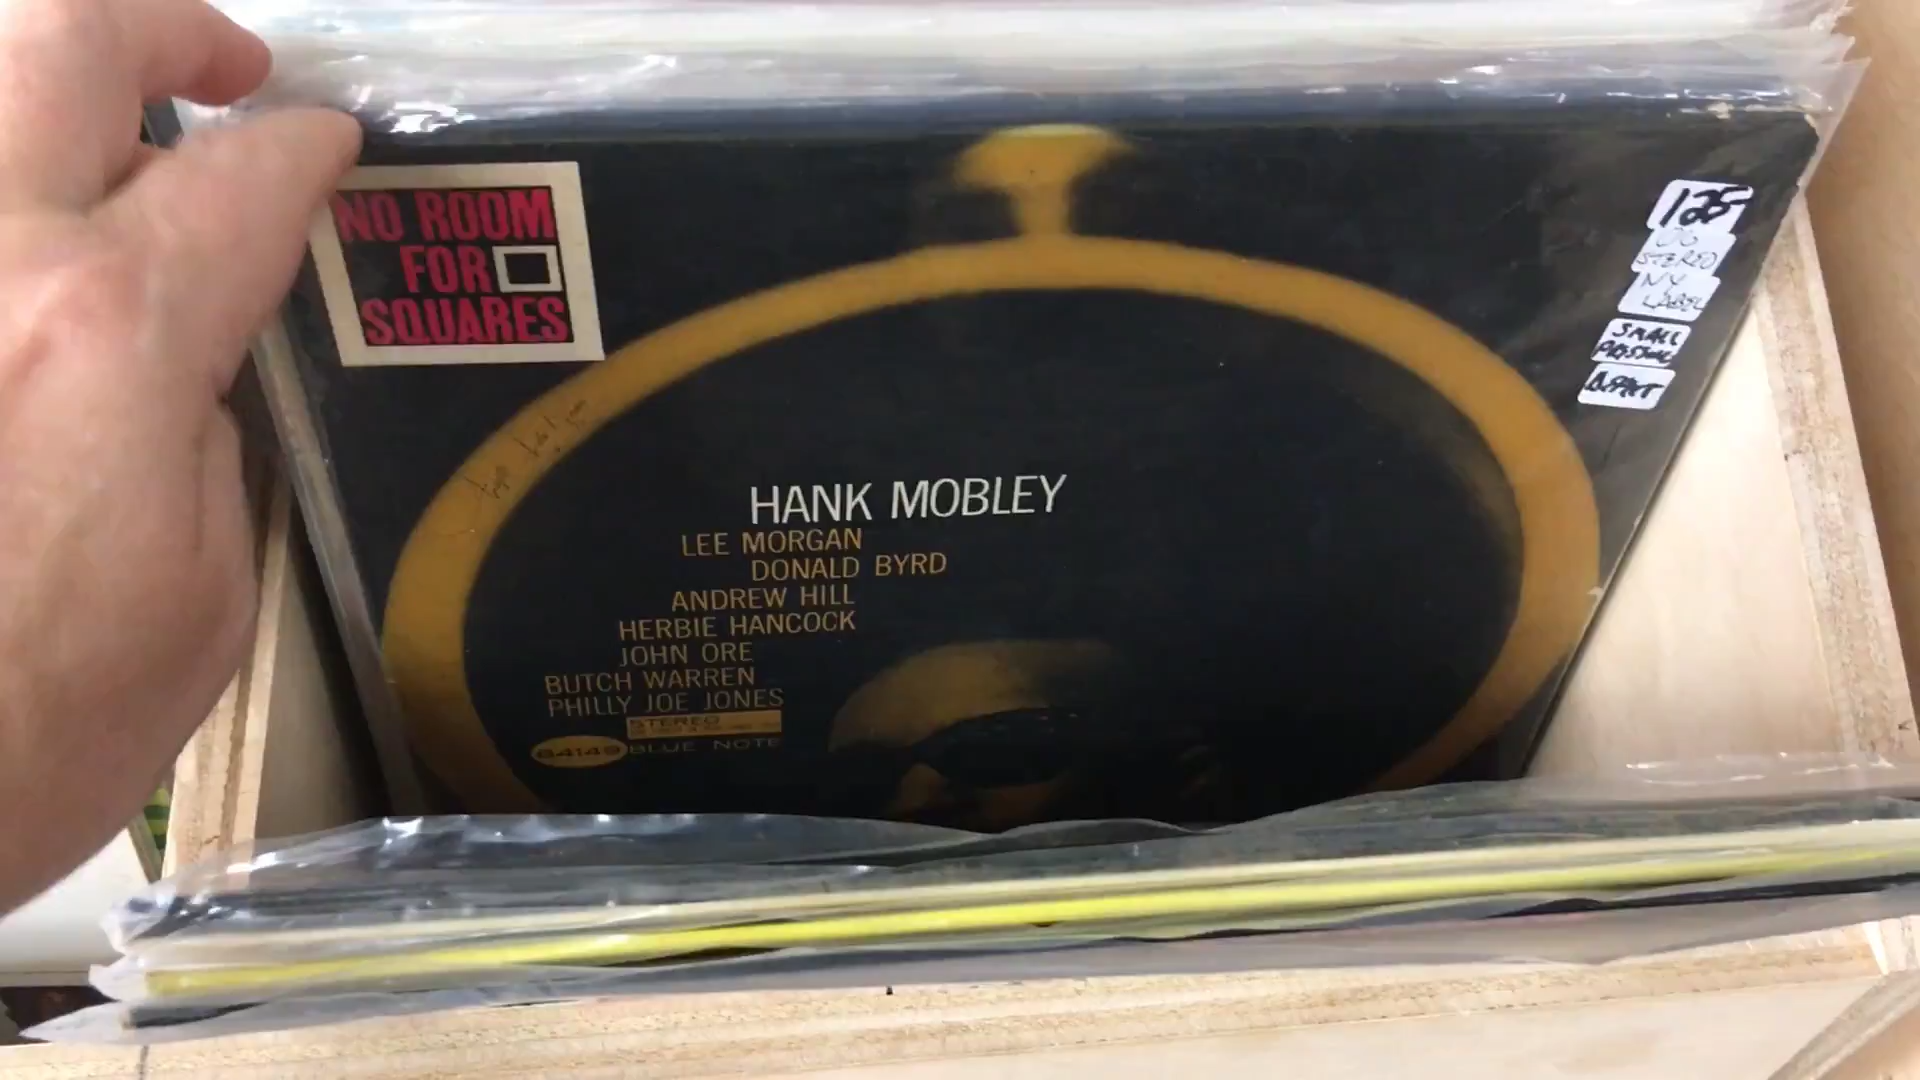 NO ROOM
FOR
SQUARES
125
OG
STEREO
NY
LABEL
SMALL
PRESSING
HANK MOBLEY
LEE MORGAN
DONALD BYRD
ANDREW HILL
HERBIE HANCOCK
JOHN ORE
BUTCH WARREN
PHILLY JOE JONES
STEREO
84149 BLUE NOTE